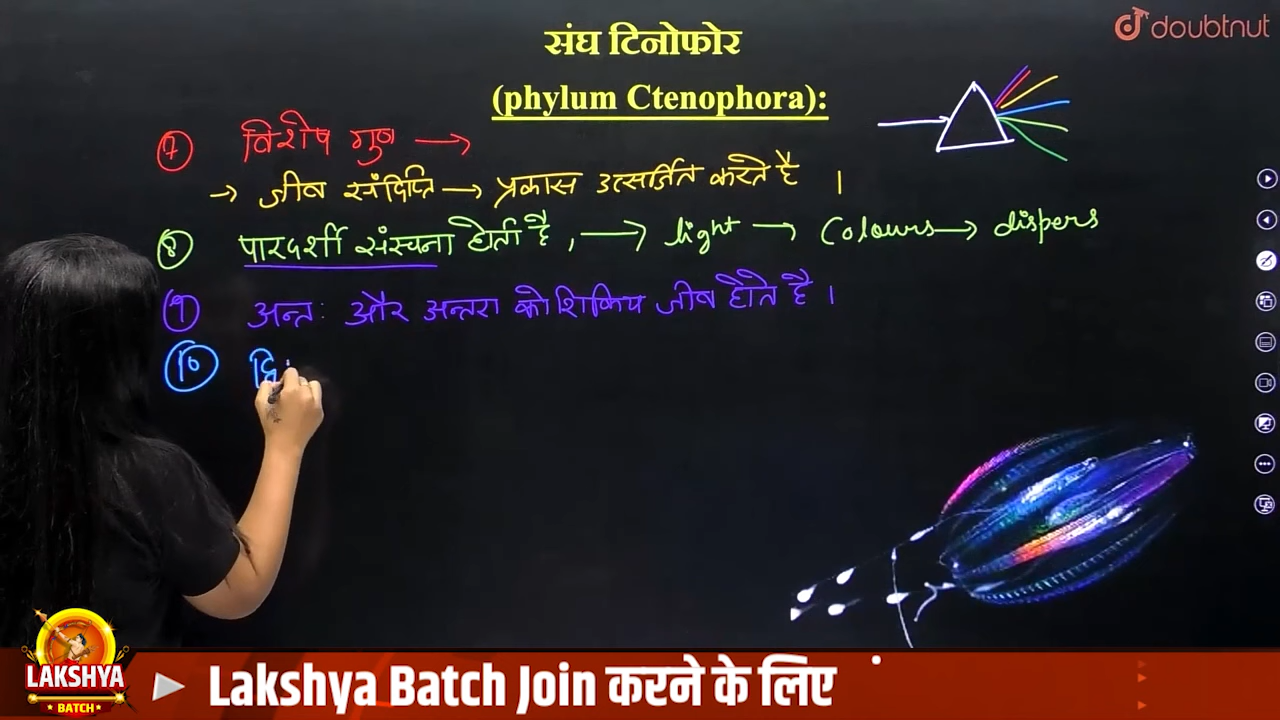 संघ टिनोफोर
doubtnut
(phylum Ctenophora):
7 विशेष गुण →
→ जीव संदिप्ति → प्रकास उत्सर्जित करते है ।
8 पारदर्शी संरचना होती है , → light → Colours → dispers
9 अन्तः और अन्तरा कोशिकिय जीव होते है ।
10 द्वि
LAKSHYA
BATCH
Lakshya Batch Join करने के लिए